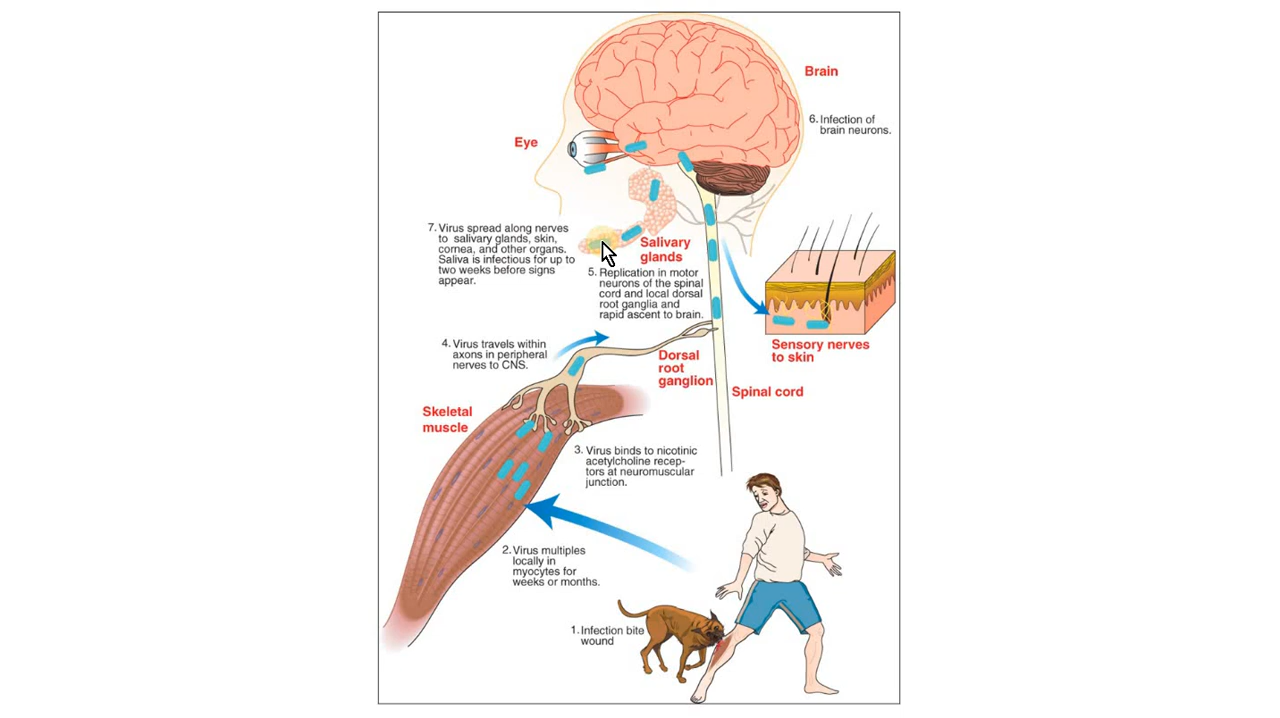 Brain
6. Infection of
brain neurons.
Eye
7. Virus spread along nerves
to salivary glands, skin,
cornea, and other organs.
Saliva is infectious for up to
two weeks before signs
appear.
Salivary
glands
5. Replication in motor
neurons of the spinal
cord and local dorsal
root ganglia and
rapid ascent to brain.
4. Virus travels within
axons in peripheral
nerves to CNS.
Sensory nerves
to skin
Dorsal
root
ganglion
Spinal cord
Skeletal
muscle
3. Virus binds to nicotinic
acetylcholine recep-
tors at neuromuscular
junction.
2. Virus multiples
locally in
myocytes for
weeks or months.
1. Infection bite
wound